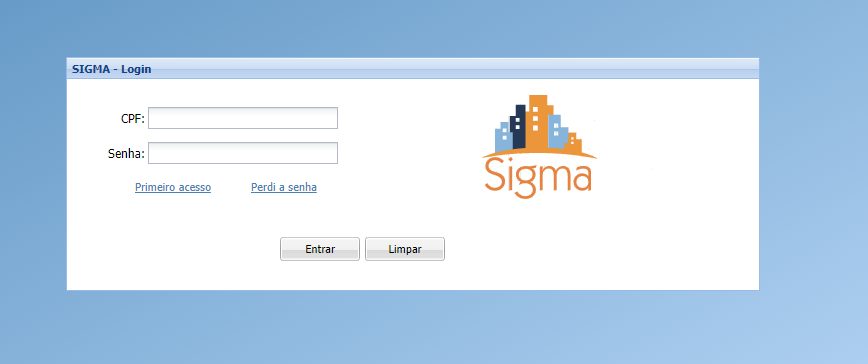 SIGMA - Login
CPF:
Senha:
Primeiro acesso Perdi a senha
Sigma
Entrar Limpar